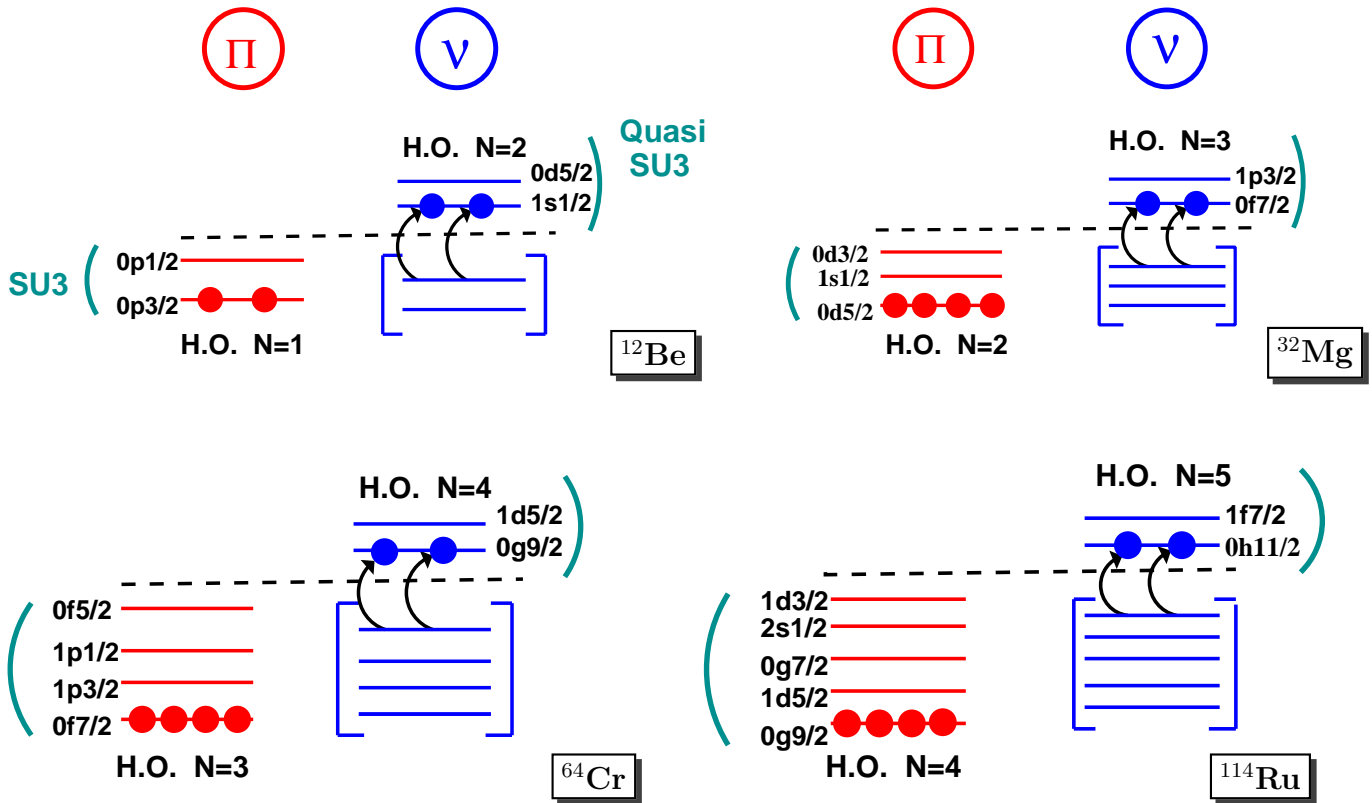 Π ν
H.O. N=2
0d5/2
1s1/2
Quasi
SU3
SU3
0p1/2
0p3/2
H.O. N=1
¹²Be
Π ν
H.O. N=3
1p3/2
0f7/2
0d3/2
1s1/2
0d5/2
H.O. N=2
³²Mg
H.O. N=4
1d5/2
0g9/2
0f5/2
1p1/2
1p3/2
0f7/2
H.O. N=3
⁶⁴Cr
H.O. N=5
1f7/2
0h11/2
1d3/2
2s1/2
0g7/2
1d5/2
0g9/2
H.O. N=4
¹¹⁴Ru